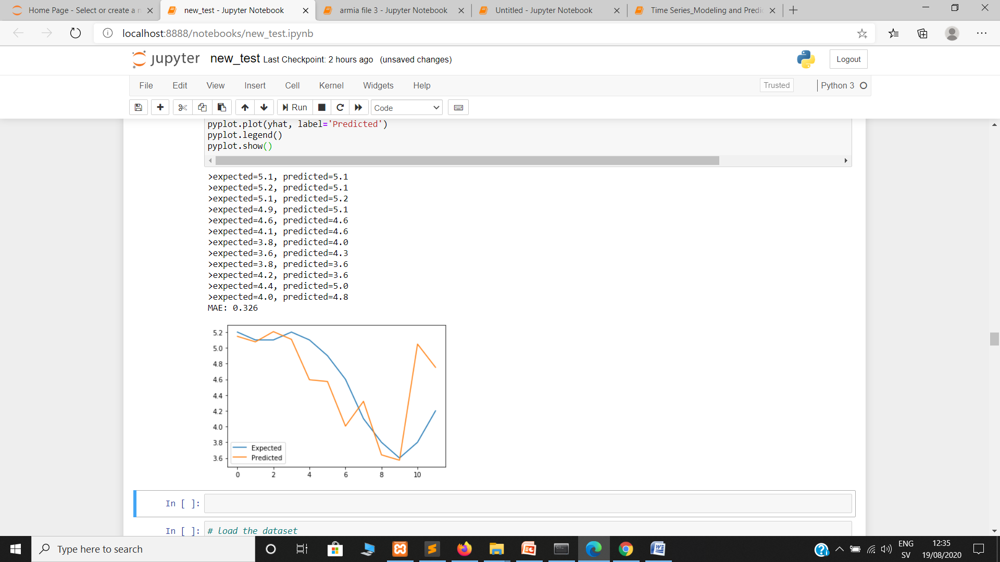 Home Page - Select or create a n
new_test - Jupyter Notebook
armia file 3 - Jupyter Notebook
Untitled - Jupyter Notebook
Time Series_Modeling and Predic
localhost:8888/notebooks/new_test.ipynb
jupyter new_test Last Checkpoint: 2 hours ago (unsaved changes)
Logout
File Edit View Insert Cell Kernel Widgets Help
Trusted
Python 3
Run
Code
pyplot.plot(yhat, label='Predicted')
pyplot.legend()
pyplot.show()
>expected=5.1, predicted=5.1
>expected=5.2, predicted=5.1
>expected=5.1, predicted=5.2
>expected=4.9, predicted=5.1
>expected=4.6, predicted=4.6
>expected=4.1, predicted=4.6
>expected=3.8, predicted=4.0
>expected=3.6, predicted=4.3
>expected=3.8, predicted=3.6
>expected=4.2, predicted=3.6
>expected=4.4, predicted=5.0
>expected=4.0, predicted=4.8
MAE: 0.326
5.2
5.0
4.8
4.6
4.4
4.2
4.0
3.8
3.6
Expected
Predicted
0 2 4 6 8 10
In [ ]:
In [ ]: # load the dataset
Type here to search
ENG
SV
12:35
19/08/2020